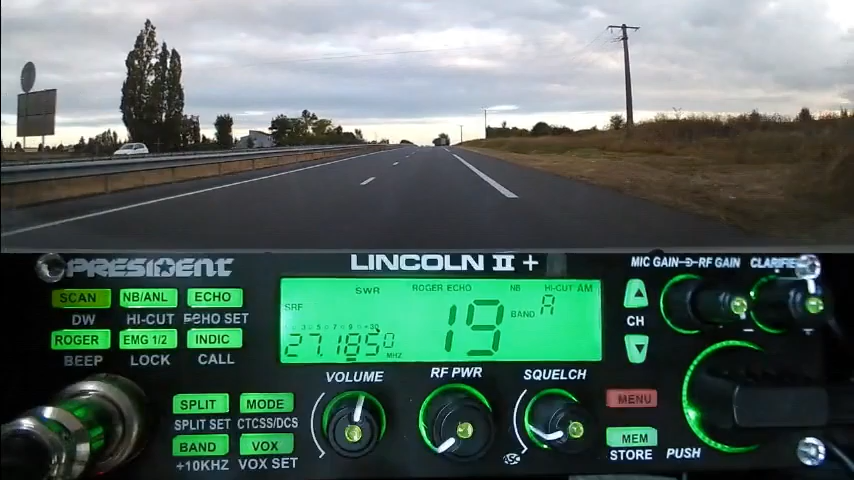 PRESIDENT
LINCOLN II +
MIC GAIN RF GAIN
CLARIFIER
SCAN NB/ANL ECHO
DW HI-CUT ECHO SET
ROGER EMG 1/2 INDIC
BEEP LOCK CALL
SWR ROGER ECHO NB HI-CUT AM
SRF
BAND A
27.1850 MHZ
19
CH
VOLUME RF PWR SQUELCH
SPLIT MODE
SPLIT SET CTCSS/DCS
BAND VOX
+10KHZ VOX SET
MENU
ASC
MEM
STORE
PUSH